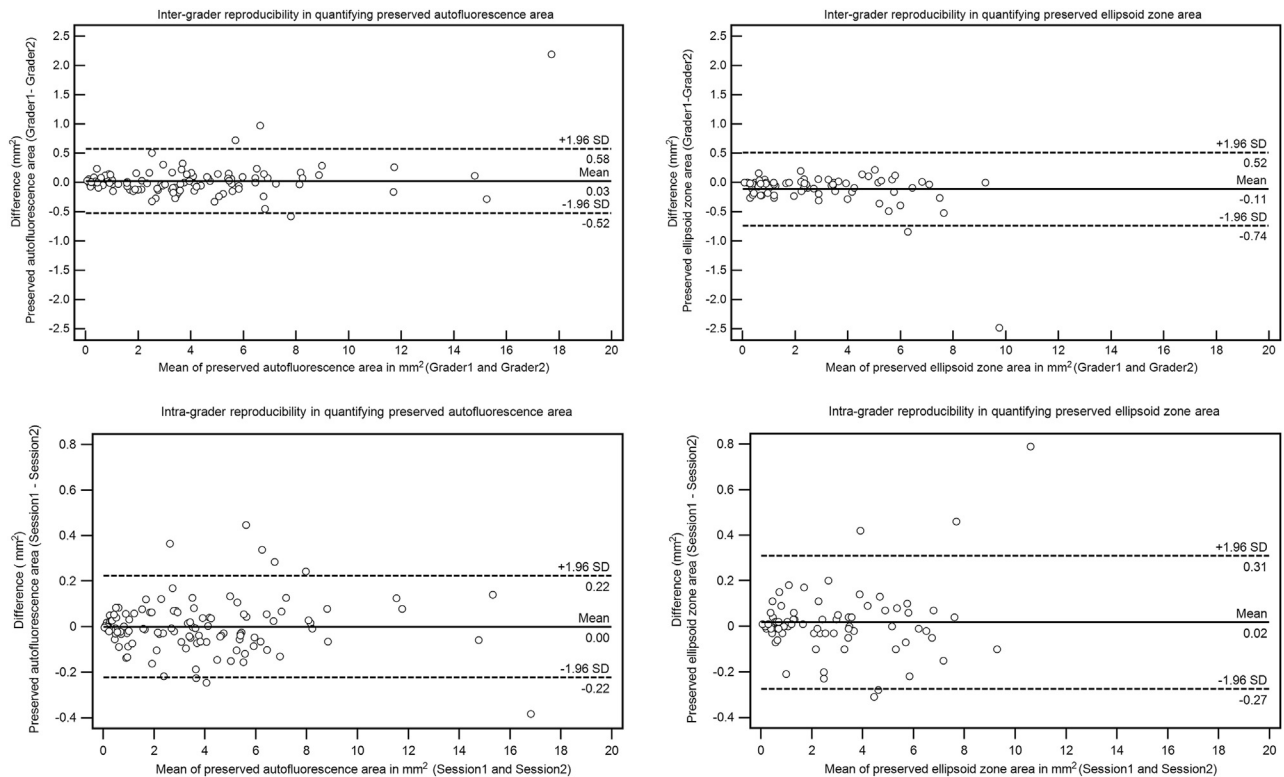 Inter-grader reproducibility in quantifying preserved autofluorescence area
Difference (mm²)
Preserved autofluorescence area (Grader1- Grader2)
2.5
2.0
1.5
1.0
0.5
0.0
-0.5
-1.0
-1.5
2.0
-2.5
+1.96 SD
0.58
Mean
0.03
-1.96 SD
-0.52
0 2 4 6 8 10 12 14 16 18 20
Mean of preserved autofluorescence area in mm² (Grader1 and Grader2)
Inter-grader reproducibility in quantifying preserved ellipsoid zone area
Difference (mm²)
Preserved ellipsoid zone area (Grader1-Grader2)
2.5
2.0
1.5
1.0
0.5
0.0
-0.5
-1.0
-1.5
-2.0
-2.5
+1.96 SD
0.52
Mean
-0.11
-1.96 SD
-0.74
0 2 4 6 8 10 12 14 16 18 20
Mean of preserved ellipsoid zone area in mm² (Grader1 and Grader2)
Intra-grader reproducibility in quantifying preserved autofluorescence area
Difference ( mm²)
Preserved autofluorescence area (Session1 - Session2)
0.8
0.6
0.4
0.2
0
-0.2
-0.4
+1.96 SD
0.22
Mean
0.00
-1.96 SD
-0.22
0 2 4 6 8 10 12 14 16 18 20
Mean of preserved autofluorescence area in mm² (Session1 and Session2)
Intra-grader reproducibility in quantifying preserved ellipsoid zone area
Difference (mm²)
Preserved ellipsoid zone area (Session1 - Session2)
0.8
0.6
0.4
0.2
0
-0.2
-0.4
+1.96 SD
0.31
Mean
0.02
-1.96 SD
-0.27
0 2 4 6 8 10 12 14 16 18 20
Mean of preserved ellipsoid zone area in mm² (Session1 and Session2)